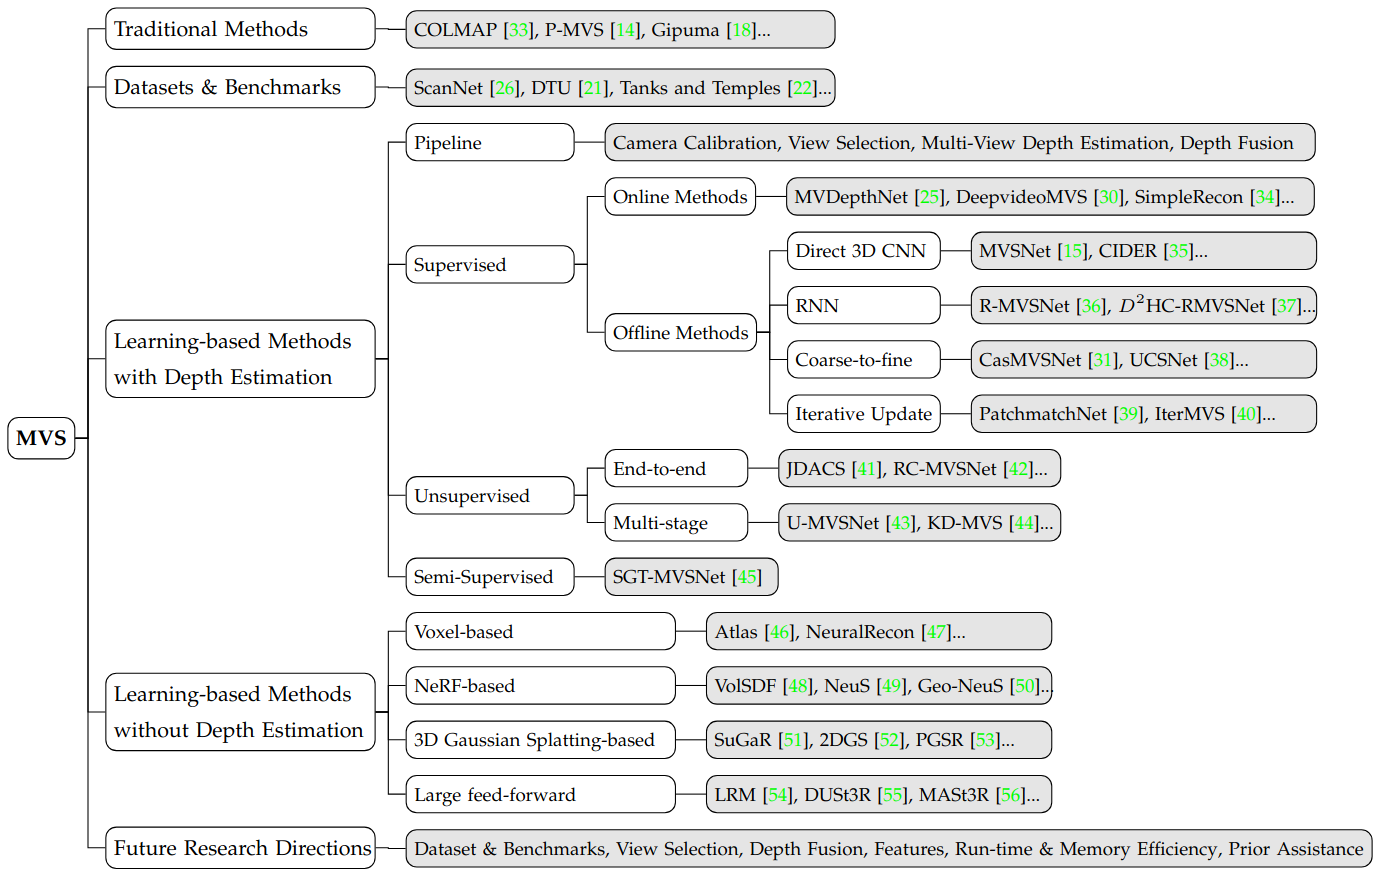 Traditional Methods
COLMAP [33], P-MVS [14], Gipuma [18]...
Datasets & Benchmarks
ScanNet [26], DTU [21], Tanks and Temples [22]...
Pipeline
Camera Calibration, View Selection, Multi-View Depth Estimation, Depth Fusion
Online Methods
MVDepthNet [25], DeepvideoMVS [30], SimpleRecon [34]...
Direct 3D CNN
MVSNet [15], CIDER [35]...
Supervised
RNN
R-MVSNet [36], D²HC-RMVSNet [37]...
Offline Methods
Learning-based Methods
with Depth Estimation
Coarse-to-fine
CasMVSNet [31], UCSNet [38]...
Iterative Update
PatchmatchNet [39], IterMVS [40]...
MVS
End-to-end
JDACS [41], RC-MVSNet [42]...
Unsupervised
Multi-stage
U-MVSNet [43], KD-MVS [44]...
Semi-Supervised
SGT-MVSNet [45]
Voxel-based
Atlas [46], NeuralRecon [47]...
NeRF-based
VolSDF [48], NeuS [49], Geo-NeuS [50]...
Learning-based Methods
without Depth Estimation
3D Gaussian Splatting-based
SuGaR [51], 2DGS [52], PGSR [53]...
Large feed-forward
LRM [54], DUSt3R [55], MASt3R [56]...
Future Research Directions
Dataset & Benchmarks, View Selection, Depth Fusion, Features, Run-time & Memory Efficiency, Prior Assistance